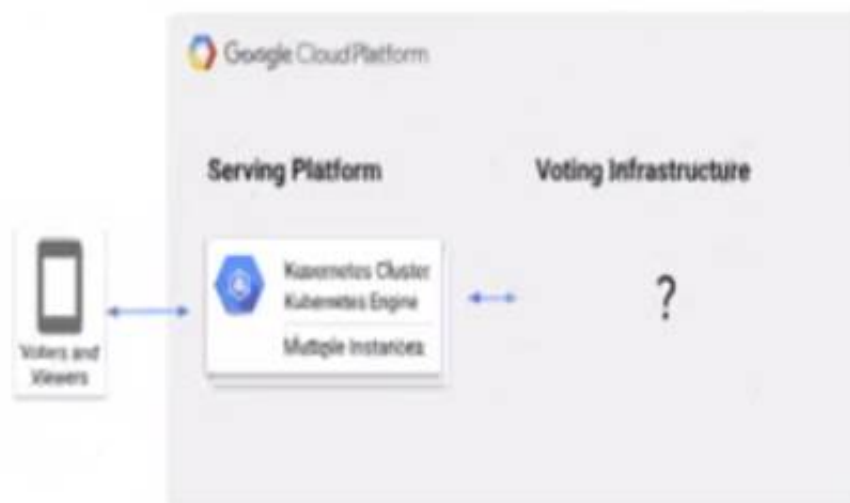 Google Cloud Platform
Serving Platform
Voting Infrastructure
Kubernetes Cluster
Kubernetes Engine
Multiple Instances
?
Voters and
Viewers